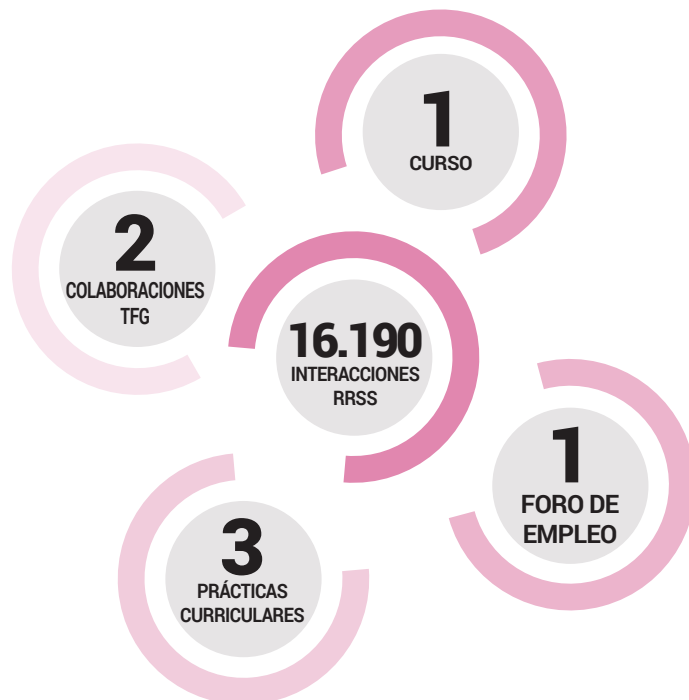 1
CURSO
2
COLABORACIONES
TFG
16.190
INTERACCIONES
RRSS
1
FORO DE
EMPLEO
3
PRÁCTICAS
CURRICULARES